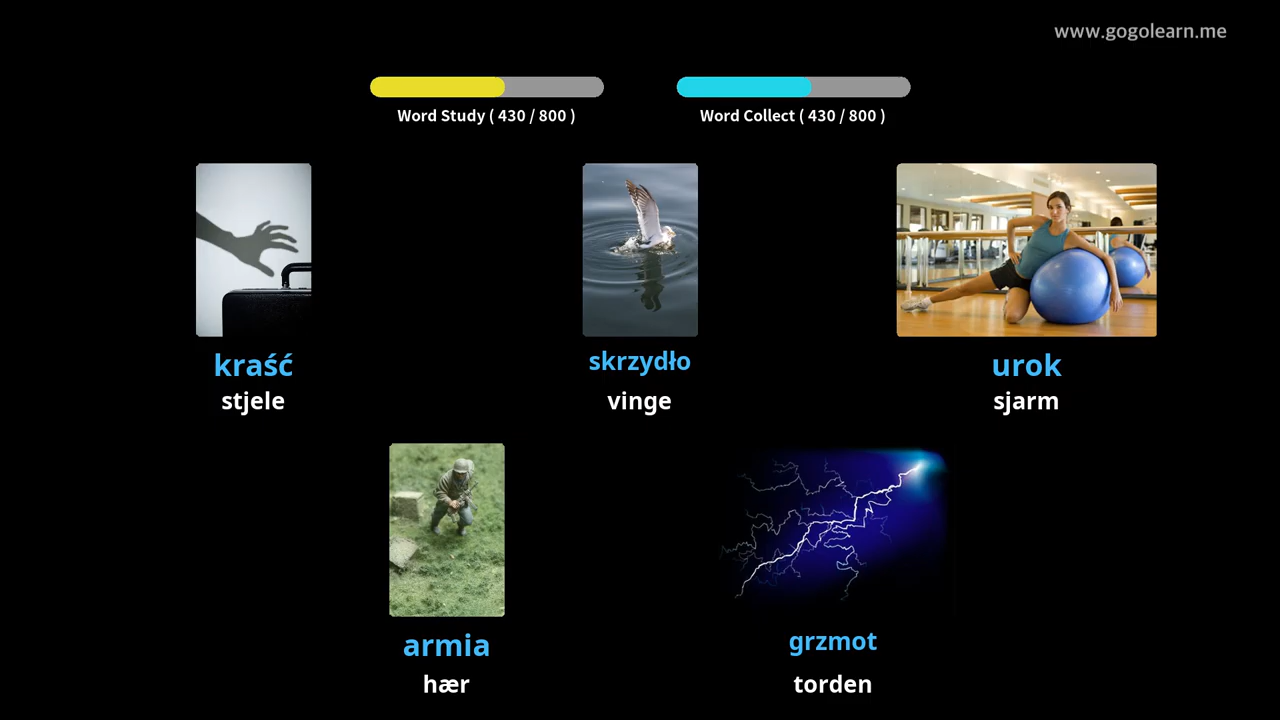 www.gogolearn.me
Word Study ( 430 / 800 )
Word Collect ( 430 / 800 )
kraść
stjele
skrzydło
vinge
urok
sjarm
armia
hær
grzmot
torden